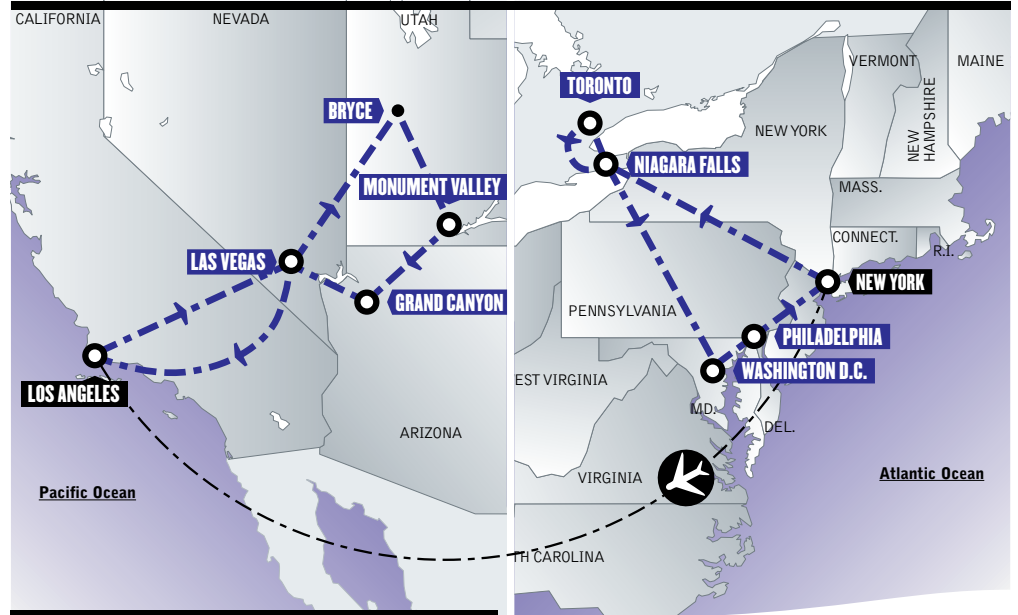 CALIFORNIA
NEVADA
UTAH
BRYCE
MONUMENT VALLEY
LAS VEGAS
GRAND CANYON
LOS ANGELES
ARIZONA
Pacific Ocean
TORONTO
VERMONT
MAINE
NEW YORK
NEW
HAMPSHIRE
NIAGARA FALLS
MASS.
CONNECT.
R.I.
NEW YORK
PENNSYLVANIA
PHILADELPHIA
WASHINGTON D.C.
EST VIRGINIA
MD.
DEL.
VIRGINIA
Atlantic Ocean
TH CAROLINA